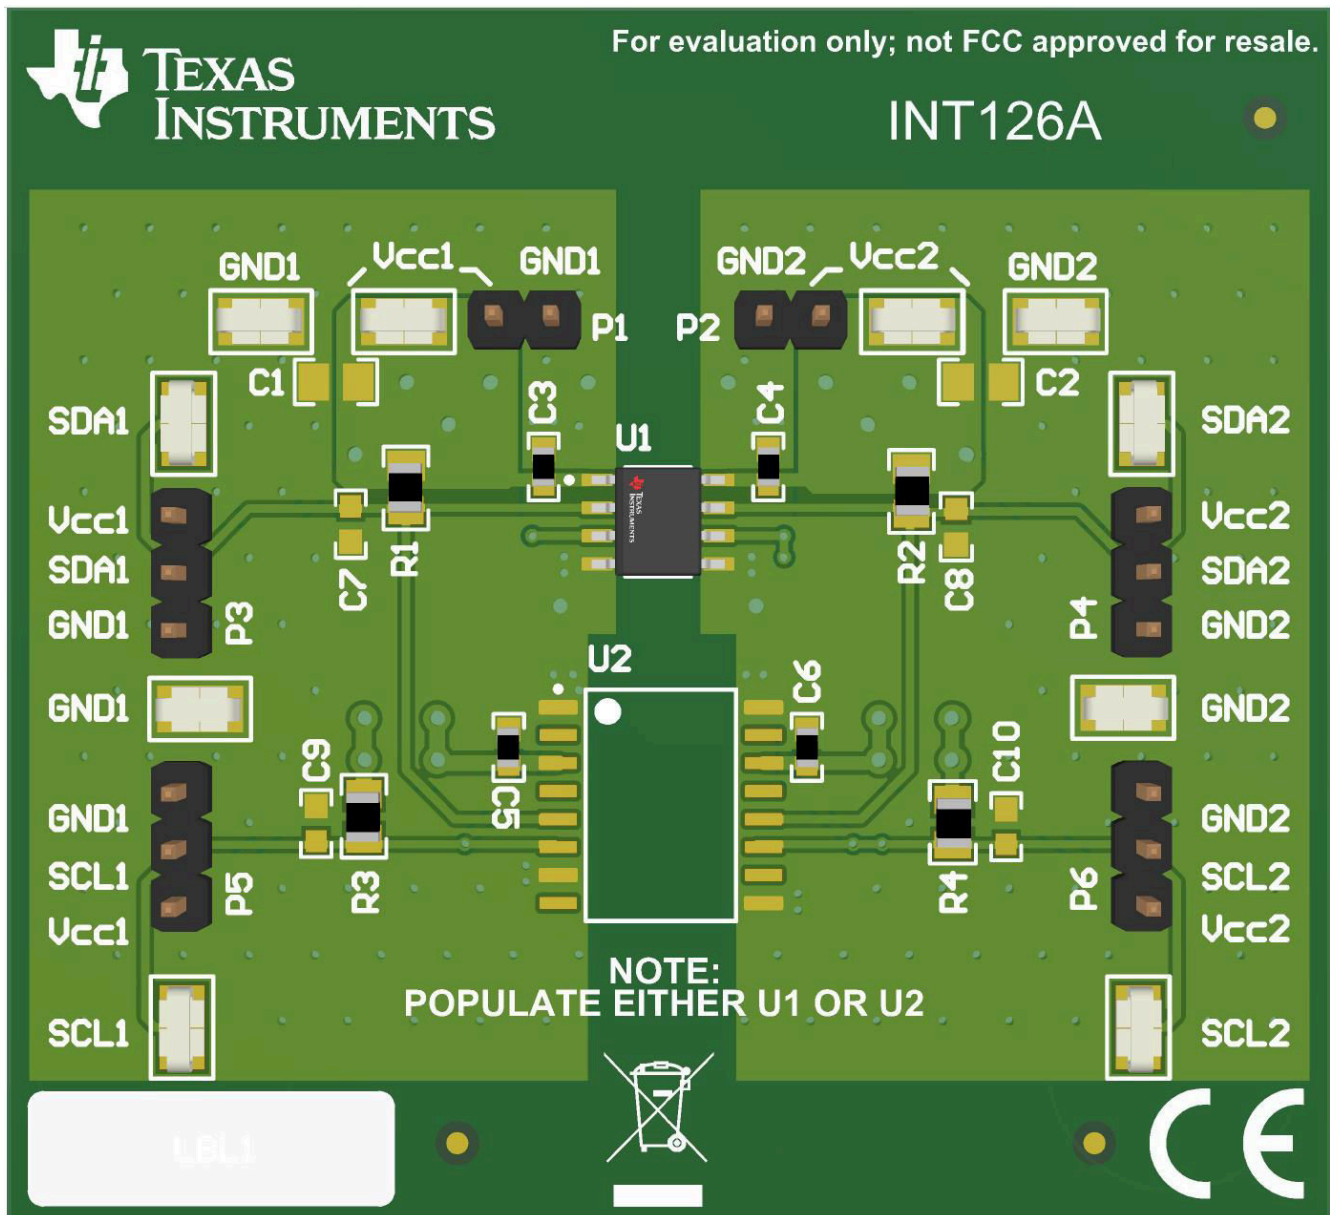 For evaluation only; not FCC approved for resale.
TEXAS
INSTRUMENTS
INT126A
GND1
Vcc1
GND1
GND2
Vcc2
GND2
P1
P2
C1
C3
C4
C2
SDA1
U1
SDA2
TEXAS
INSTRUMENTS
Vcc1
Vcc2
R1
R2
SDA1
C7
C8
SDA2
GND1
P3
P4
GND2
U2
C6
GND1
GND2
C9
C10
C5
GND1
GND2
SCL1
P5
R3
R4
P6
SCL2
Vcc1
Vcc2
NOTE:
POPULATE EITHER U1 OR U2
SCL1
SCL2
LBL1
CE